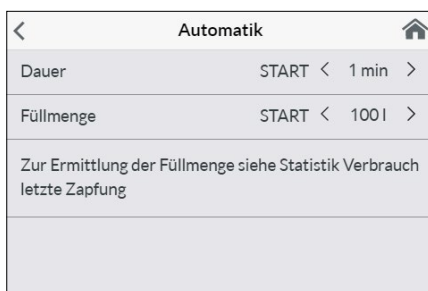 < Automatik
Dauer START < 1 min >
Füllmenge START < 100 l >
Zur Ermittlung der Füllmenge siehe Statistik Verbrauch
letzte Zapfung